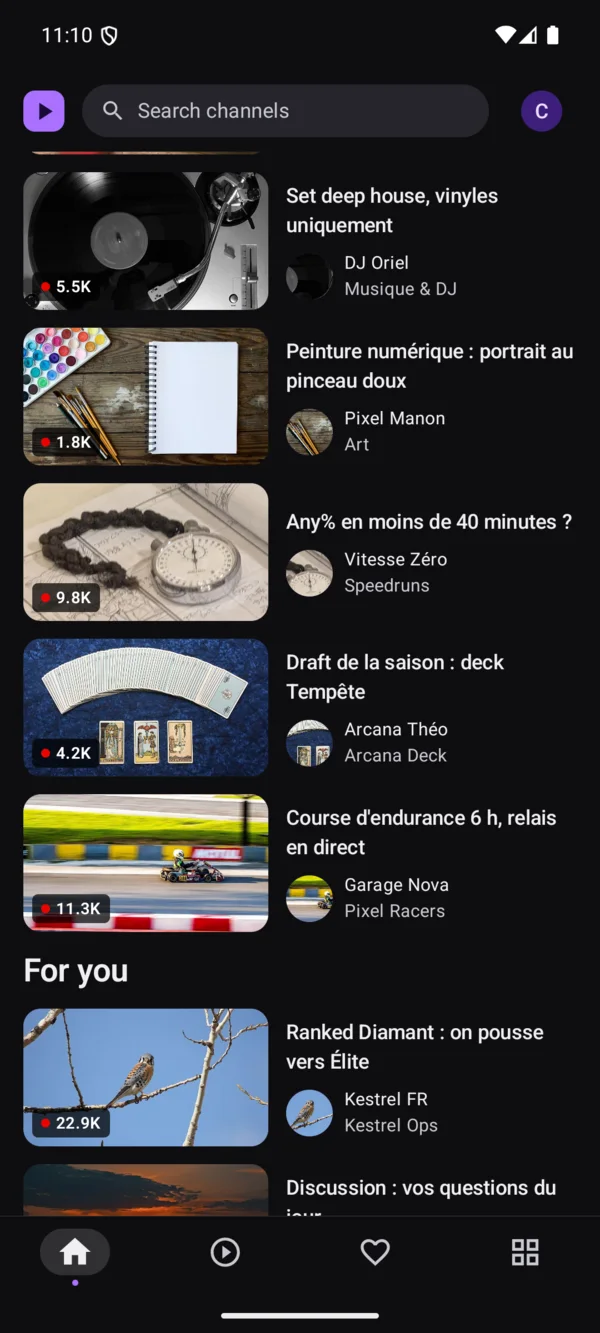 11:10
Search channels
C
5.5K
Set deep house, vinyles
uniquement
DJ Oriel
Musique & DJ
1.8K
Peinture numérique : portrait au
pinceau doux
Pixel Manon
Art
9.8K
Any% en moins de 40 minutes ?
Vitesse Zéro
Speedruns
4.2K
Draft de la saison : deck
Tempête
Arcana Théo
Arcana Deck
11.3K
Course d'endurance 6 h, relais
en direct
Garage Nova
Pixel Racers
For you
22.9K
Ranked Diamant : on pousse
vers Élite
Kestrel FR
Kestrel Ops
Discussion : vos questions du
jour